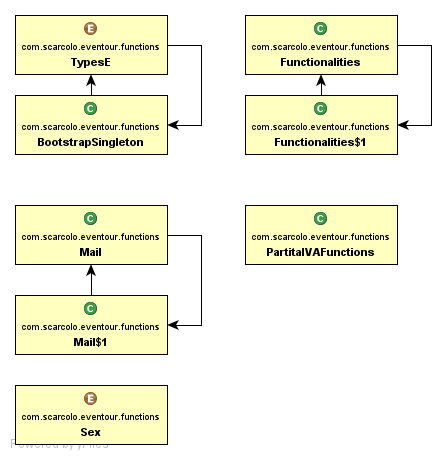 E
com.scarcolo.eventour.functions
TypesE
C
com.scarcolo.eventour.functions
BootstrapSingleton
C
com.scarcolo.eventour.functions
Functionalities
C
com.scarcolo.eventour.functions
Functionalities$1
C
com.scarcolo.eventour.functions
Mail
C
com.scarcolo.eventour.functions
Mail$1
C
com.scarcolo.eventour.functions
PartitalVAFunctions
E
com.scarcolo.eventour.functions
Sex
Powered by yFiles